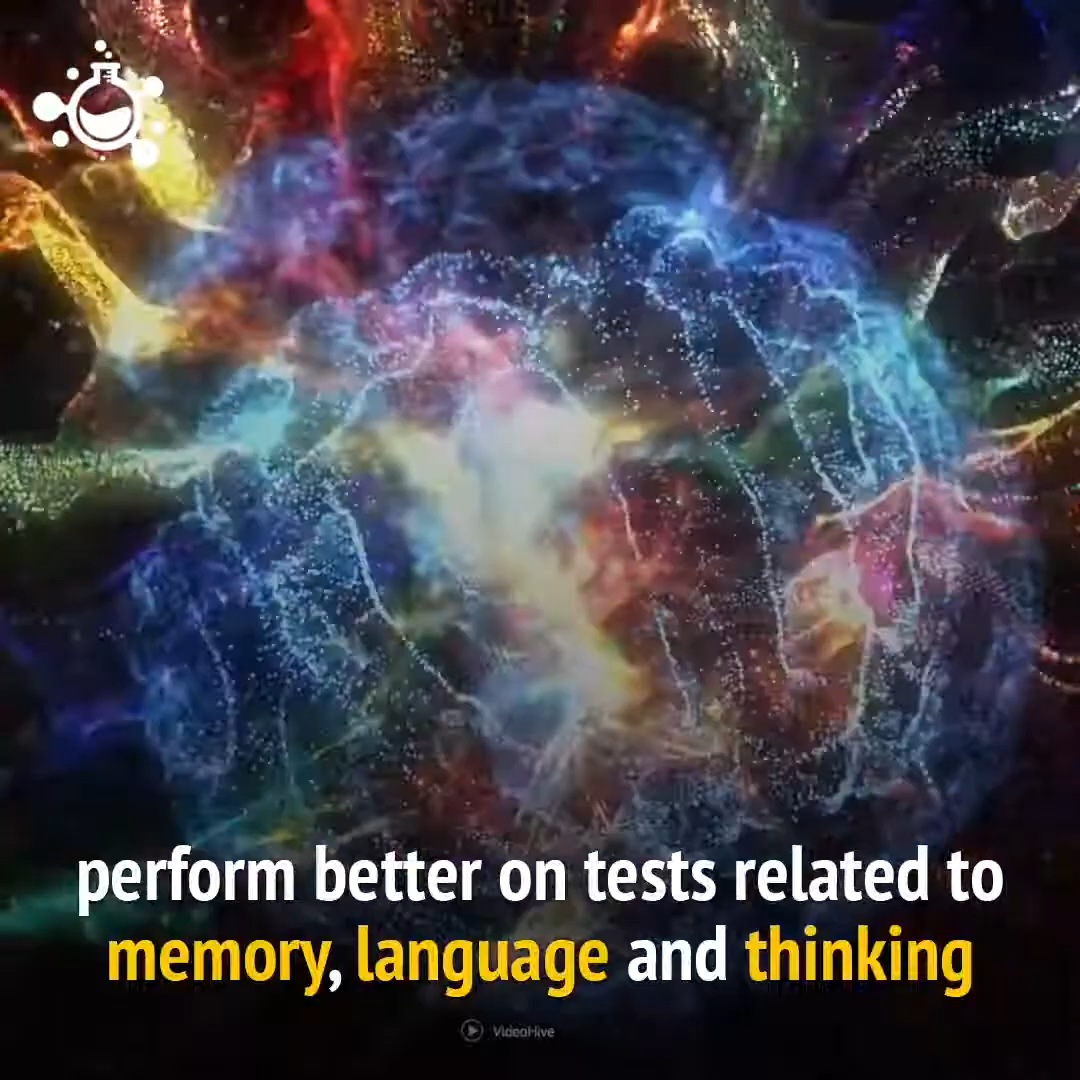 perform better on tests related to
memory, language and thinking
VideoHive